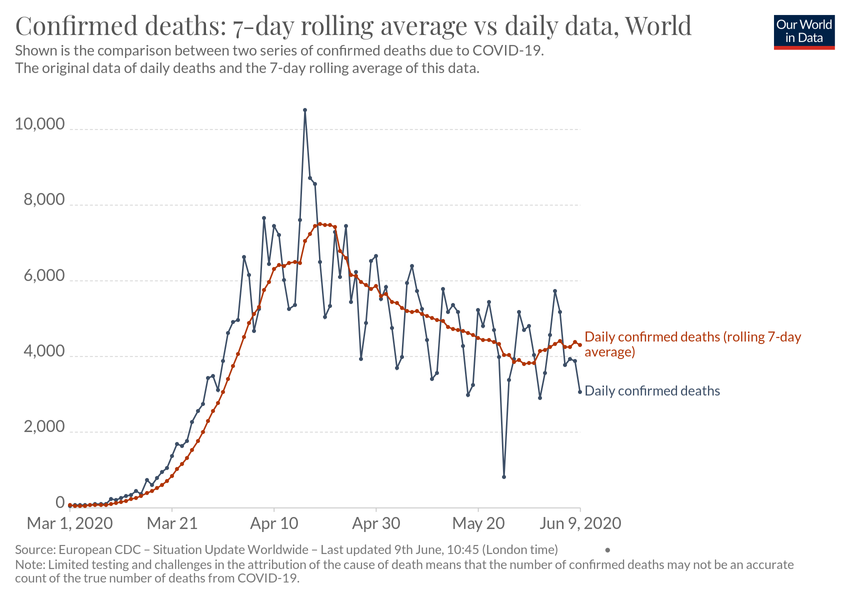 Confirmed deaths: 7-day rolling average vs daily data, World
Our World
in Data
Shown is the comparison between two series of confirmed deaths due to COVID-19.
The original data of daily deaths and the 7-day rolling average of this data.
10,000
8,000
6,000
4,000
2,000
0
Daily confirmed deaths (rolling 7-day
average)
Daily confirmed deaths
Mar 1, 2020 Mar 21 Apr 10 Apr 30 May 20 Jun 9, 2020
Source: European CDC – Situation Update Worldwide – Last updated 9th June, 10:45 (London time)
Note: Limited testing and challenges in the attribution of the cause of death means that the number of confirmed deaths may not be an accurate
count of the true number of deaths from COVID-19.